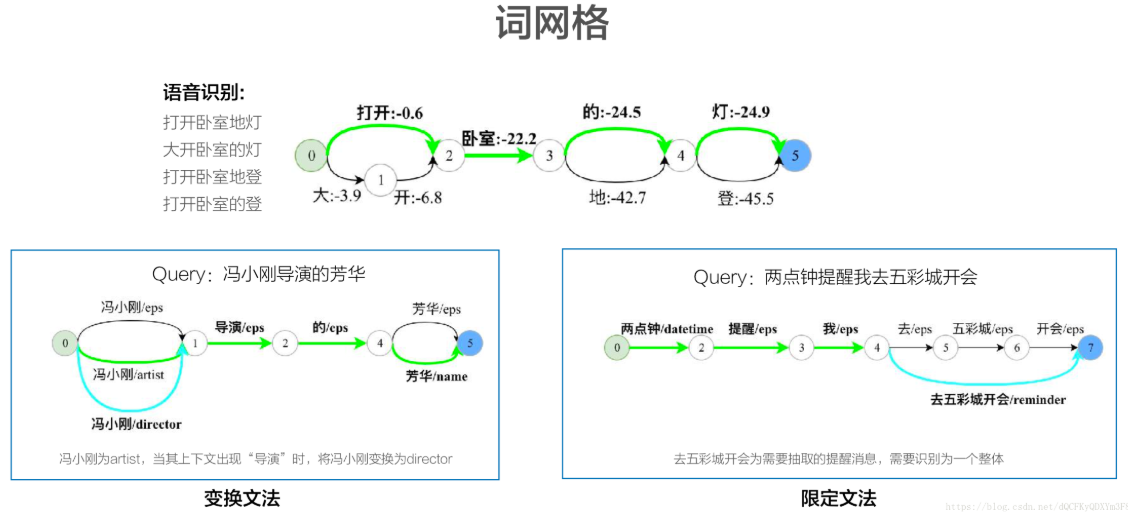 词网格
语音识别:
打开卧室地灯
大开卧室的灯
打开卧室地登
打开卧室的登
打开:-0.6
卧室:-22.2
的:-24.5
灯:-24.9
0
1
2
3
4
5
大:-3.9
开:-6.8
地:-42.7
登:-45.5
Query：冯小刚导演的芳华
冯小刚/eps
导演/eps
的/eps
芳华/eps
0
1
2
4
5
冯小刚/artist
芳华/name
冯小刚/director
冯小刚为artist，当其上下文出现“导演”时，将冯小刚变换为director
变换文法
Query：两点钟提醒我去五彩城开会
两点钟/datetime
提醒/eps
我/eps
去/eps
五彩城/eps
开会/eps
0
2
3
4
5
6
7
去五彩城开会/reminder
去五彩城开会为需要抽取的提醒消息，需要识别为一个整体
限定文法